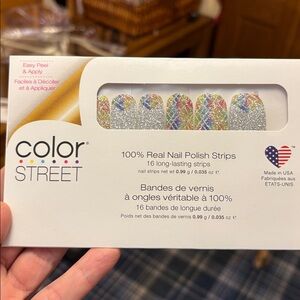 Easy Peel
& Apply
Faciles à Décoller
et à Appliquer
color®
STREET
100% Real Nail Polish Strips
16 long-lasting strips
nail strips net wt 0.99 g / 0.035 oz ℮
Bandes de vernis
à ongles véritable à 100%
16 bandes de longue durée
Poids net des bandes de vernis 0.99 g / 0.035 oz ℮
Made in USA
Fabriquées aux
ÉTATS-UNIS